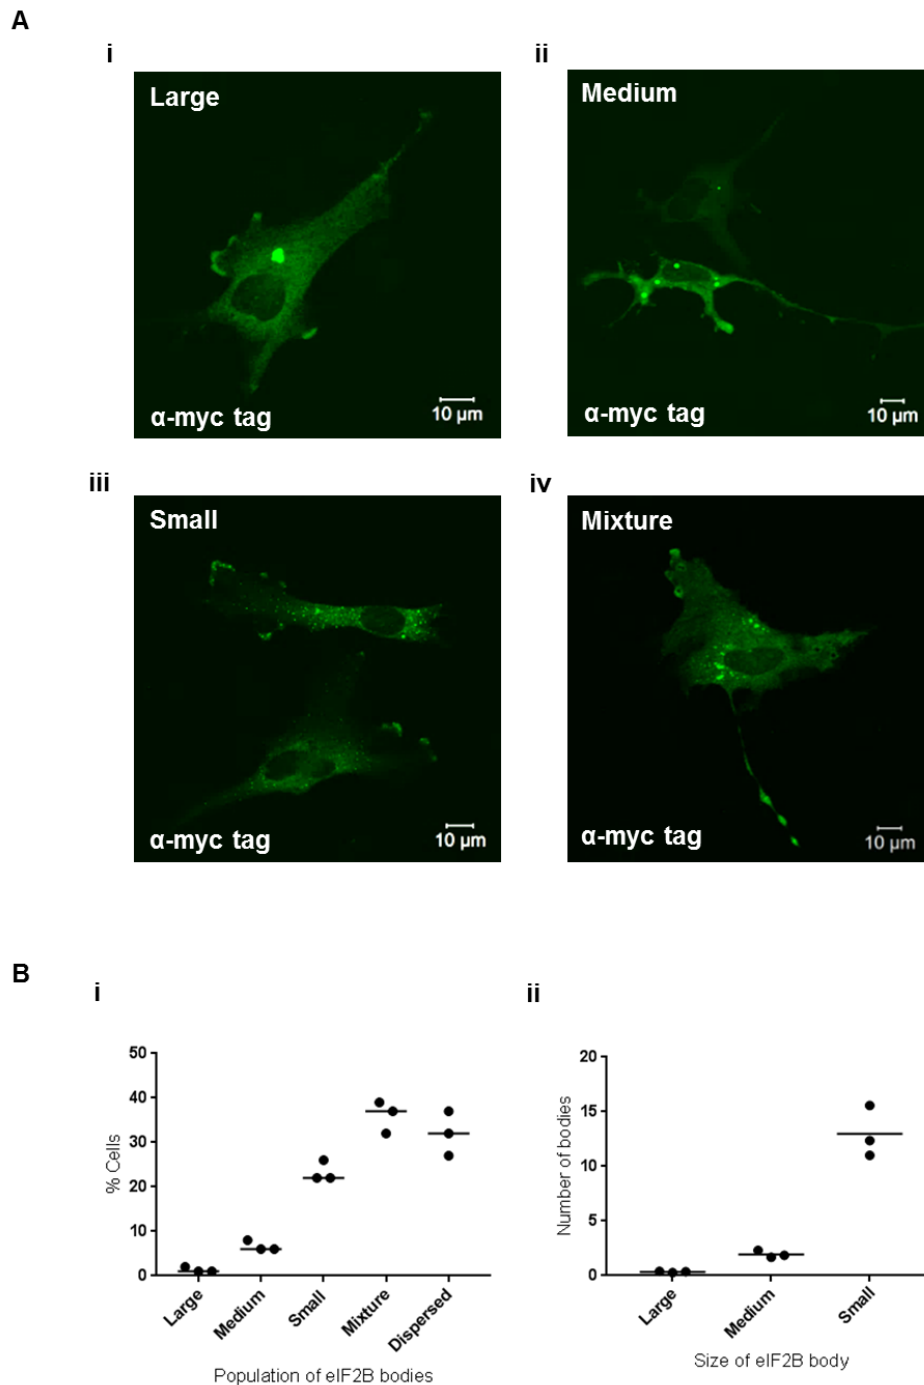 A
i
ii
Large
Medium
α-myc tag
10 µm
α-myc tag
10 µm
iii
iv
Small
Mixture
α-myc tag
10 µm
α-myc tag
10 µm
B
i
ii
50
40
30
20
10
0
% Cells
Large
Medium
Small
Mixture
Dispersed
Population of eIF2B bodies
20
15
10
5
0
Number of bodies
Large
Medium
Small
Size of eIF2B body